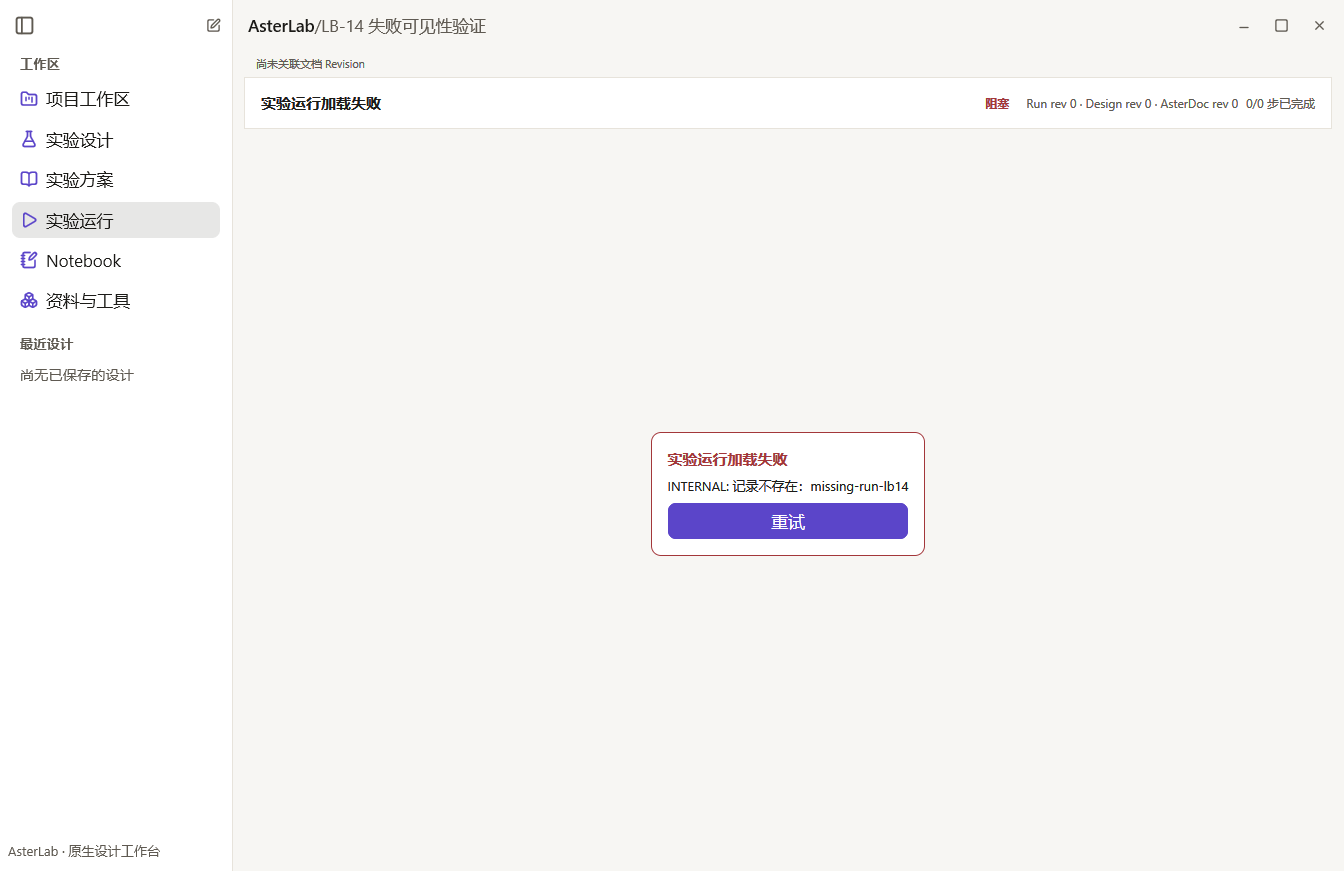 AsterLab/LB-14 失败可见性验证
工作区
项目工作区
实验设计
实验方案
实验运行
Notebook
资料与工具
最近设计
尚无已保存的设计
AsterLab · 原生设计工作台
尚未关联文档 Revision
实验运行加载失败
阻塞 Run rev 0 · Design rev 0 · AsterDoc rev 0 0/0 步已完成
实验运行加载失败
INTERNAL: 记录不存在：missing-run-lb14
重试